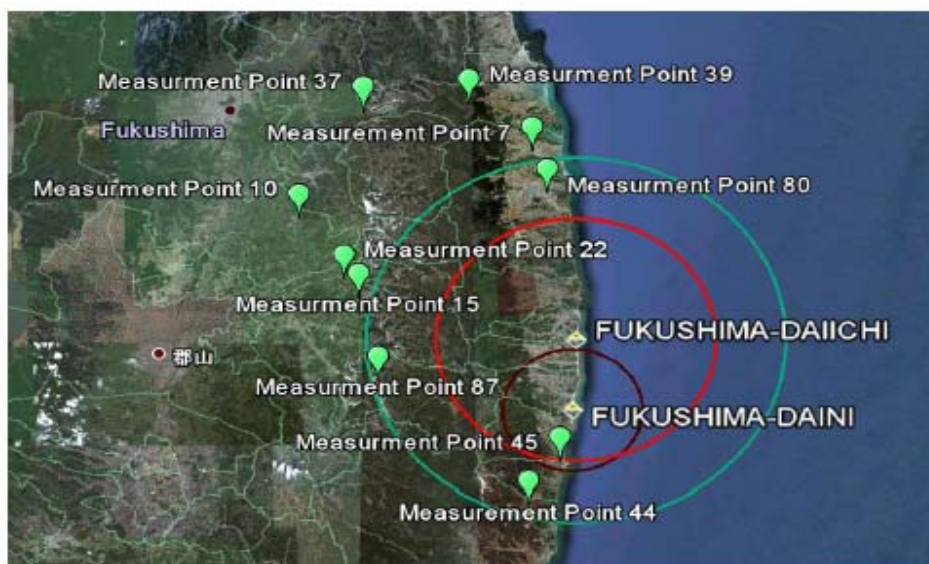 Measurment Point 37
Measurment Point 39
Fukushima
Measurement Point 7
Measurment Point 10
Measurment Point 80
Measurment Point 22
Measurment Point 15
FUKUSHIMA-DAIICHI
郡山
Measurment Point 87
FUKUSHIMA-DAINI
Measurment Point 45
Measurement Point 44